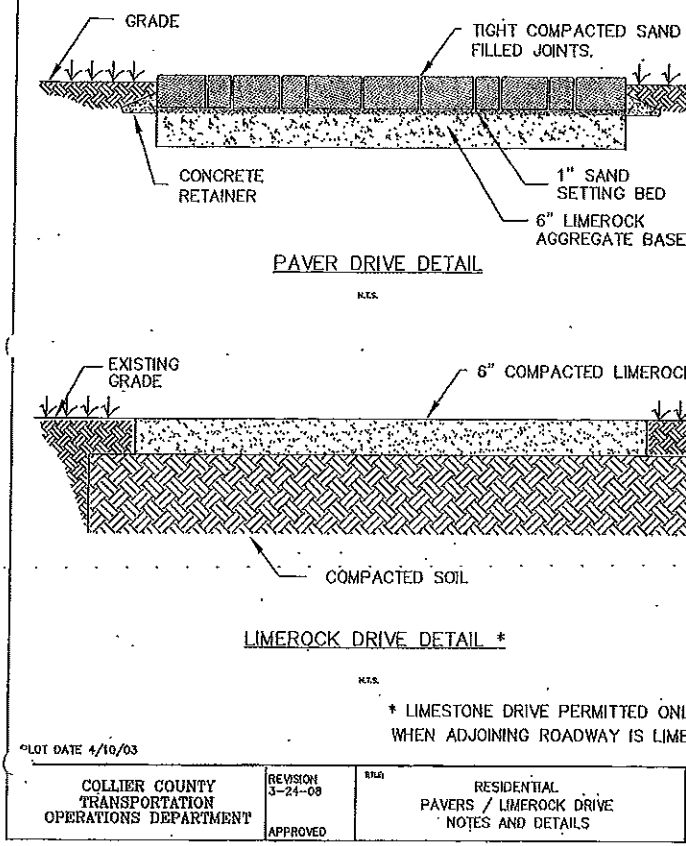 GRADE
TIGHT COMPACTED SAND
FILLED JOINTS.
CONCRETE
RETAINER
1" SAND
SETTING BED
6" LIMEROCK
AGGREGATE BASE
PAVER DRIVE DETAIL
N.T.S.
EXISTING
GRADE
6" COMPACTED LIMEROCK
COMPACTED SOIL
LIMEROCK DRIVE DETAIL *
N.T.S.
* LIMESTONE DRIVE PERMITTED ONL
WHEN ADJOINING ROADWAY IS LIME
PLOT DATE 4/10/03
COLLIER COUNTY
TRANSPORTATION
OPERATIONS DEPARTMENT
REVISION
3-24-08
APPROVED
TITLE
RESIDENTIAL
PAVERS / LIMEROCK DRIVE
NOTES AND DETAILS